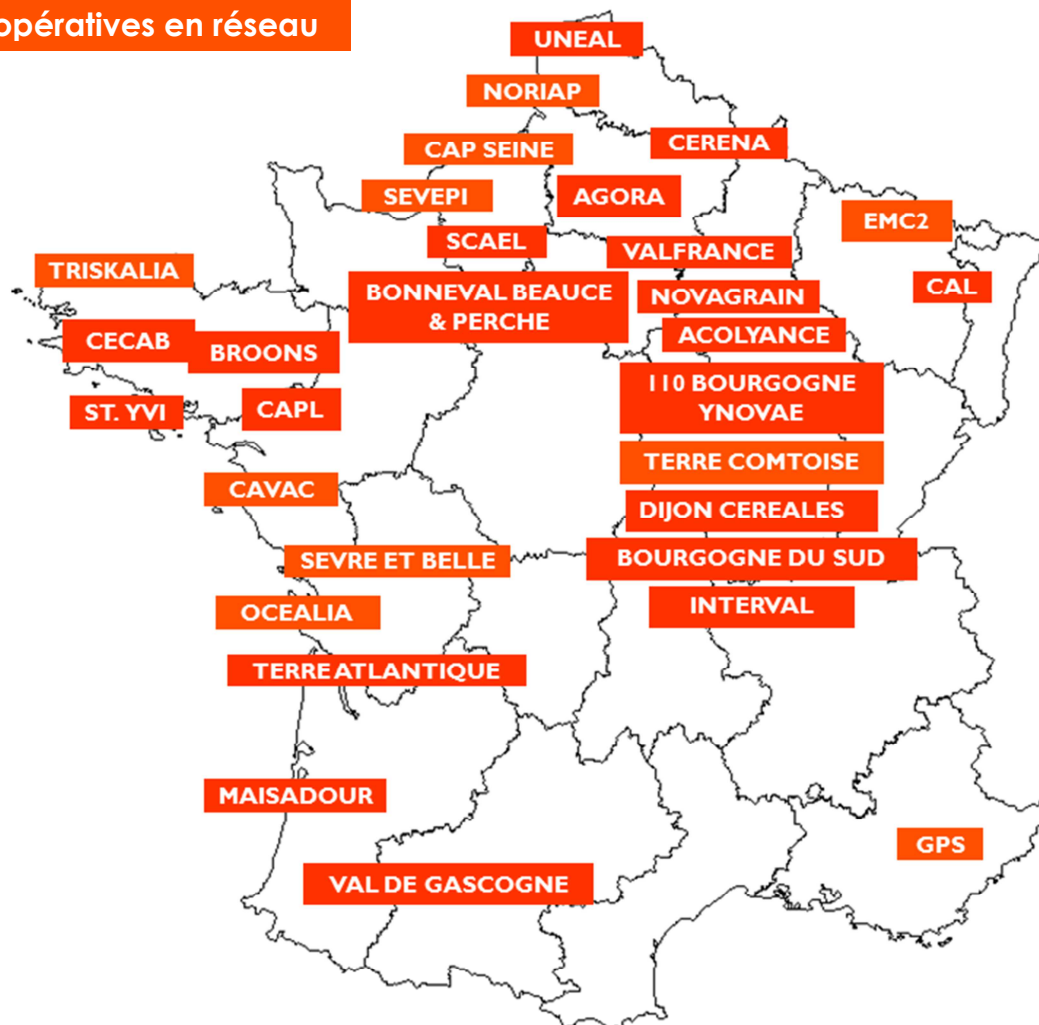 opératives en réseau
UNEAL
NORIAP
CERENA
CAP SEINE
SEVEPI
AGORA
EMC2
SCAEL
VALFRANCE
TRISKALIA
CAL
BONNEVAL BEAUCE
& PERCHE
NOVAGRAIN
ACOLYANCE
CECAB
BROONS
110 BOURGOGNE
YNOVAE
ST. YVI
CAPL
TERRE COMTOISE
CAVAC
DIJON CEREALES
SEVRE ET BELLE
BOURGOGNE DU SUD
OCEALIA
INTERVAL
TERRE ATLANTIQUE
MAISADOUR
GPS
VAL DE GASCOGNE